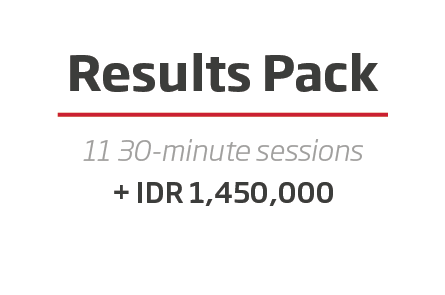 Results Pack
11 30-minute sessions
+ IDR 1,450,000